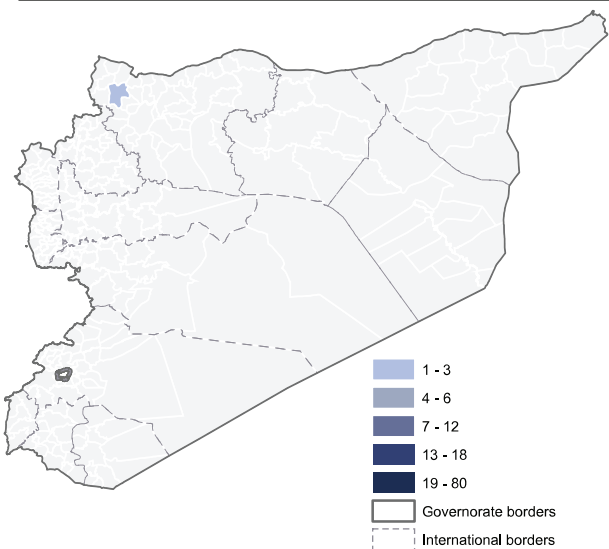 1 - 3
4 - 6
7 - 12
13 - 18
19 - 80
Governorate borders
International borders